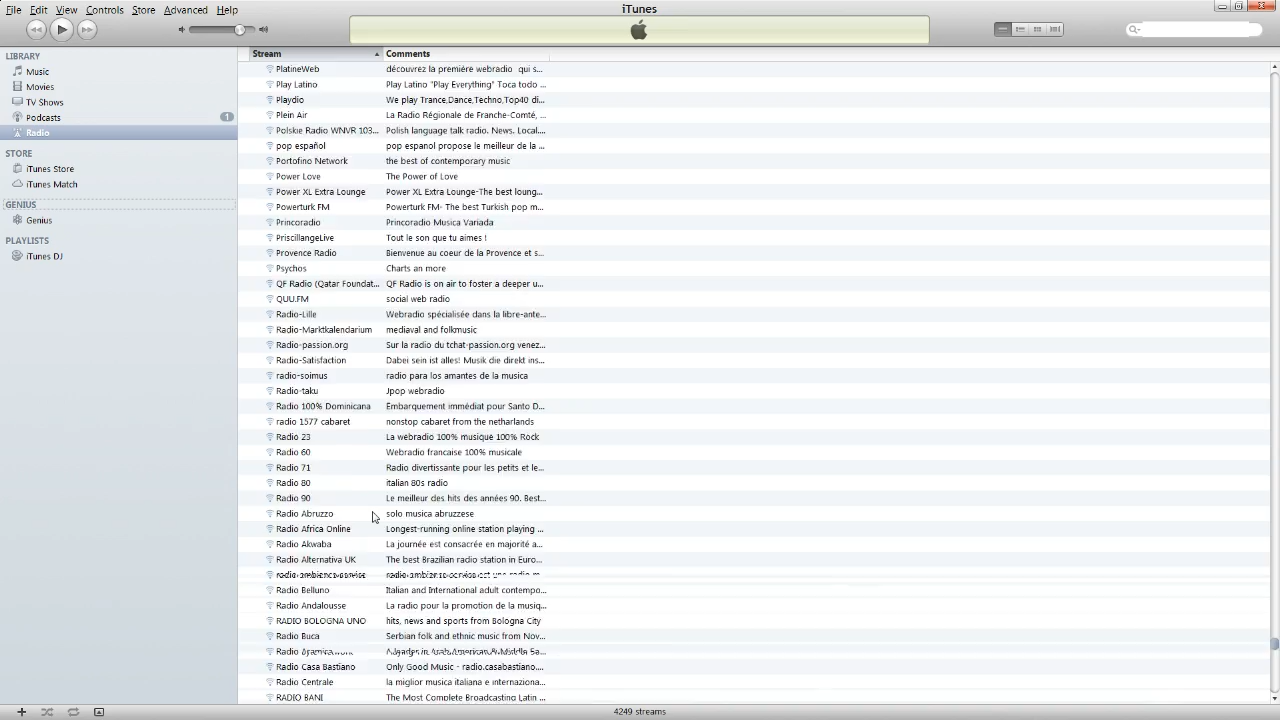 File Edit View Controls Store Advanced Help
iTunes
LIBRARY
Music
Movies
TV Shows
Podcasts 1
Radio
STORE
iTunes Store
iTunes Match
GENIUS
Genius
PLAYLISTS
iTunes DJ
Stream Comments
PlatineWeb découvrez la première webradio qui s...
Play Latino Play Latino "Play Everything" Toca todo ...
Playdio We play Trance,Dance,Techno,Top40 di...
Plein Air La Radio Régionale de Franche-Comté, ...
Polskie Radio WNVR 103... Polish language talk radio. News. Local....
pop español pop espanol propose le meilleur de la ...
Portofino Network the best of contemporary music
Power Love The Power of Love
Power XL Extra Lounge Power XL Extra Lounge-The best loung...
Powerturk FM Powerturk FM- The best Turkish pop m...
Princoradio Princoradio Musica Variada
PriscillangeLive Tout le son que tu aimes !
Provence Radio Bienvenue au coeur de la Provence et s...
Psychos Charts an more
QF Radio (Qatar Foundat... QF Radio is on air to foster a deeper u...
QUU.FM social web radio
Radio-Lille Webradio spécialisée dans la libre-ante...
Radio-Marktkalendarium mediaval and folkmusic
Radio-passion.org Sur la radio du tchat-passion.org venez...
Radio-Satisfaction Dabei sein ist alles! Musik die direkt ins...
radio-soimus radio para los amantes de la musica
Radio-taku Jpop webradio
Radio 100% Dominicana Embarquement immédiat pour Santo D...
radio 1577 cabaret nonstop cabaret from the netharlands
Radio 23 La webradio 100% musique 100% Rock
Radio 60 Webradio francaise 100% musicale
Radio 71 Radio divertissante pour les petits et le...
Radio 80 italian 80s radio
Radio 90 Le meilleur des hits des années 90. Best...
Radio Abruzzo solo musica abruzzese
Radio Africa Online Longest-running online station playing ...
Radio Akwaba La journée est consacrée en majorité a...
Radio Alternativa UK The best Brazilian radio station in Euro...
Radio Belluno Italian and International adult contempo...
Radio Andalousse La radio pour la promotion de la musiq...
RADIO BOLOGNA UNO hits, news and sports from Bologna City
Radio Buca Serbian folk and ethnic music from Nov...
Radio
Radio Casa Bastiano Only Good Music - radio.casabastiano....
Radio Centrale la miglior musica italiana e internaziona...
RADIO BANI The Most Complete Broadcasting Latin ...
4249 streams